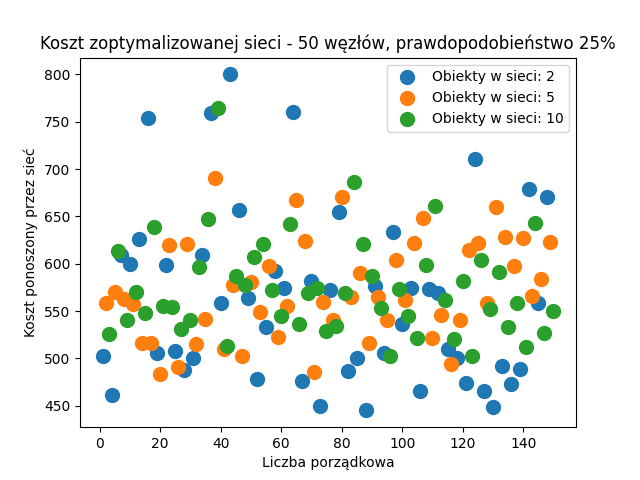 Koszt zoptymalizowanej sieci - 50 węzłów, prawdopodobieństwo 25%
Obiekty w sieci: 2
Obiekty w sieci: 5
Obiekty w sieci: 10
Koszt ponoszony przez sieć
800
750
700
650
600
550
500
450
0 20 40 60 80 100 120 140
Liczba porządkowa